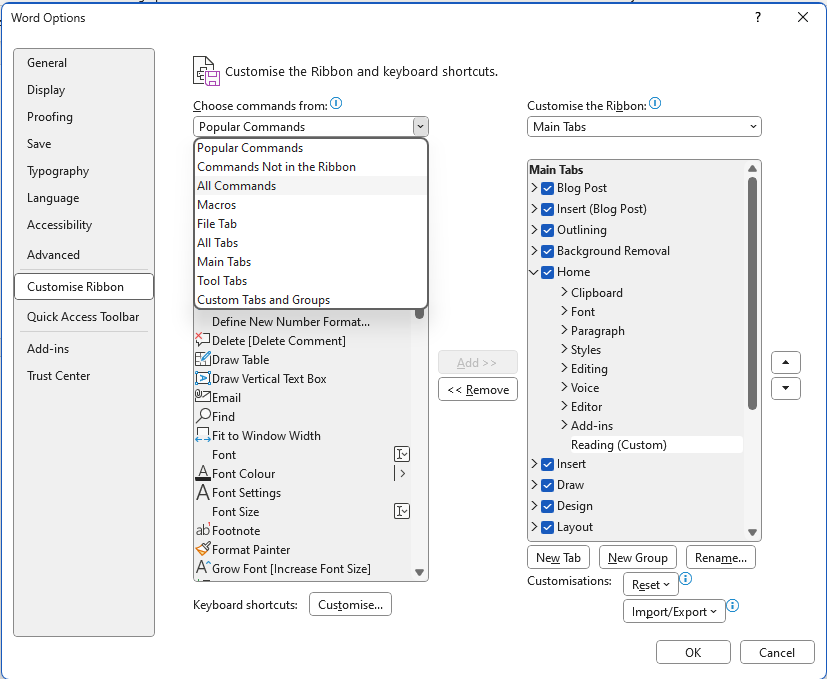 Word Options
?
General
Display
Proofing
Save
Typography
Language
Accessibility
Advanced
Customise Ribbon
Quick Access Toolbar
Add-ins
Trust Center
Customise the Ribbon and keyboard shortcuts.
Choose commands from:
Popular Commands
Popular Commands
Commands Not in the Ribbon
All Commands
Macros
File Tab
All Tabs
Main Tabs
Tool Tabs
Custom Tabs and Groups
Define New Number Format...
Delete [Delete Comment]
Draw Table
Draw Vertical Text Box
Email
Find
Fit to Window Width
Font
Font Colour
Font Settings
Font Size
Footnote
Format Painter
Grow Font [Increase Font Size]
Keyboard shortcuts:
Customise...
Add >>
<< Remove
Customise the Ribbon:
Main Tabs
Main Tabs
Blog Post
Insert (Blog Post)
Outlining
Background Removal
Home
Clipboard
Font
Paragraph
Styles
Editing
Voice
Editor
Add-ins
Reading (Custom)
Insert
Draw
Design
Layout
New Tab
New Group
Rename...
Customisations:
Reset
Import/Export
OK
Cancel